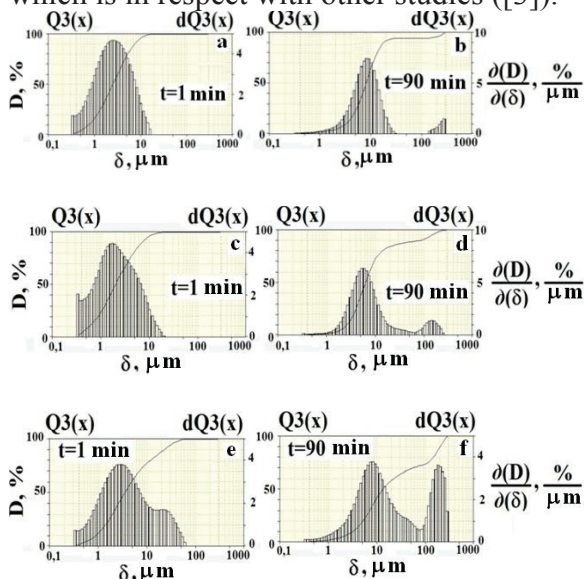 which is in respect with other studies ([5]).
Q3(x) dQ3(x) Q3(x) dQ3(x)
100 a 4 100 b 10
D, % 50 t=1 min 2 50 t=90 min 5 ∂(D)/∂(δ), %/μm
0 0 0 0
0,1 1 10 100 1000 0,1 1 10 100 1000
δ, μm δ, μm
Q3(x) dQ3(x) Q3(x) dQ3(x)
100 c 4 100 d 10
D, % 50 t=1 min 2 50 t=90 min 5 ∂(D)/∂(δ), %/μm
0 0 0 0
0,1 1 10 100 1000 0,1 1 10 100 1000
δ, μm δ, μm
Q3(x) dQ3(x) Q3(x) dQ3(x)
100 t=1 min e 4 100 t=90 min f 4
D, % 50 2 50 2 ∂(D)/∂(δ), %/μm
0 0 0 0
0,1 1 10 100 1000 0,1 1 10 100 1000
δ, μm δ, μm